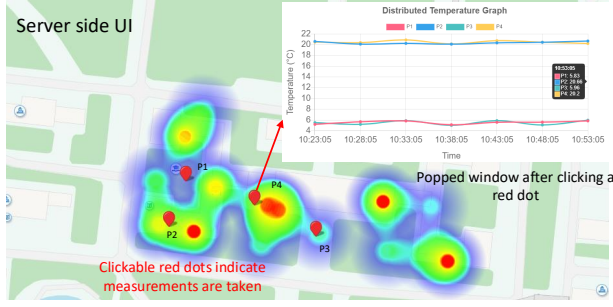 Server side UI
Distributed Temperature Graph
P1 P2 P3 P4
Temperature (°C)
22
20
18
16
14
12
10
8
6
4
10:53:05
P1: 5.83
P2: 20.66
P3: 5.96
P4: 20.2
10:23:05 10:28:05 10:33:05 10:38:05 10:43:05 10:48:05 10:53:05
Time
P1
P4
P2
P3
Popped window after clicking a
red dot
Clickable red dots indicate
measurements are taken